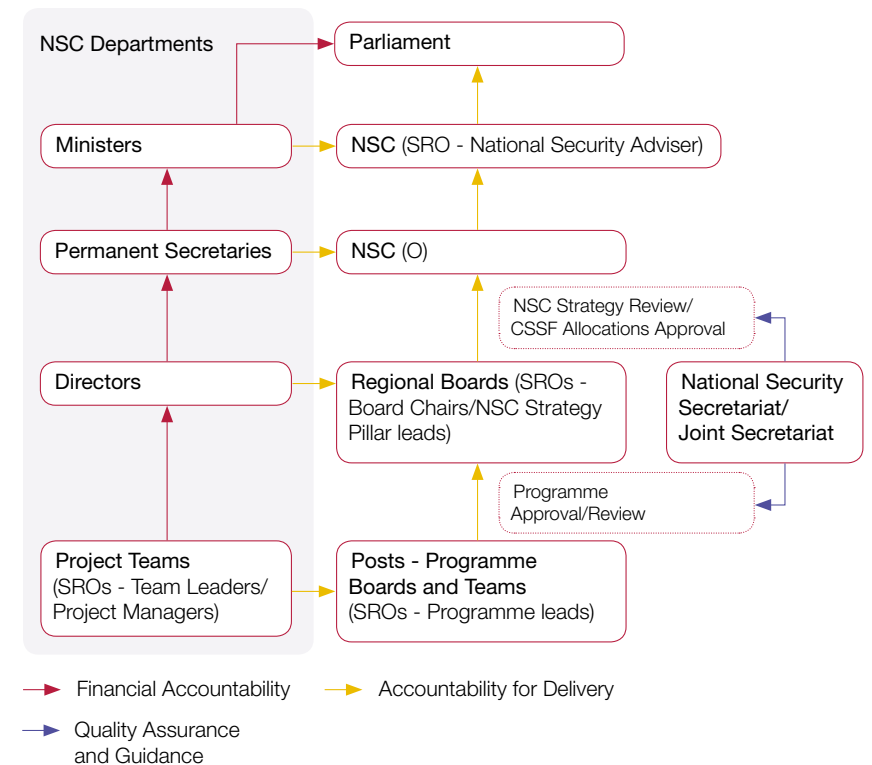 NSC Departments
Parliament
Ministers
NSC (SRO - National Security Adviser)
Permanent Secretaries
NSC (O)
NSC Strategy Review/
CSSF Allocations Approval
Directors
Regional Boards (SROs -
Board Chairs/NSC Strategy
Pillar leads)
National Security
Secretariat/
Joint Secretariat
Programme
Approval/Review
Project Teams
(SROs - Team Leaders/
Project Managers)
Posts - Programme
Boards and Teams
(SROs - Programme leads)
Financial Accountability
Accountability for Delivery
Quality Assurance
and Guidance